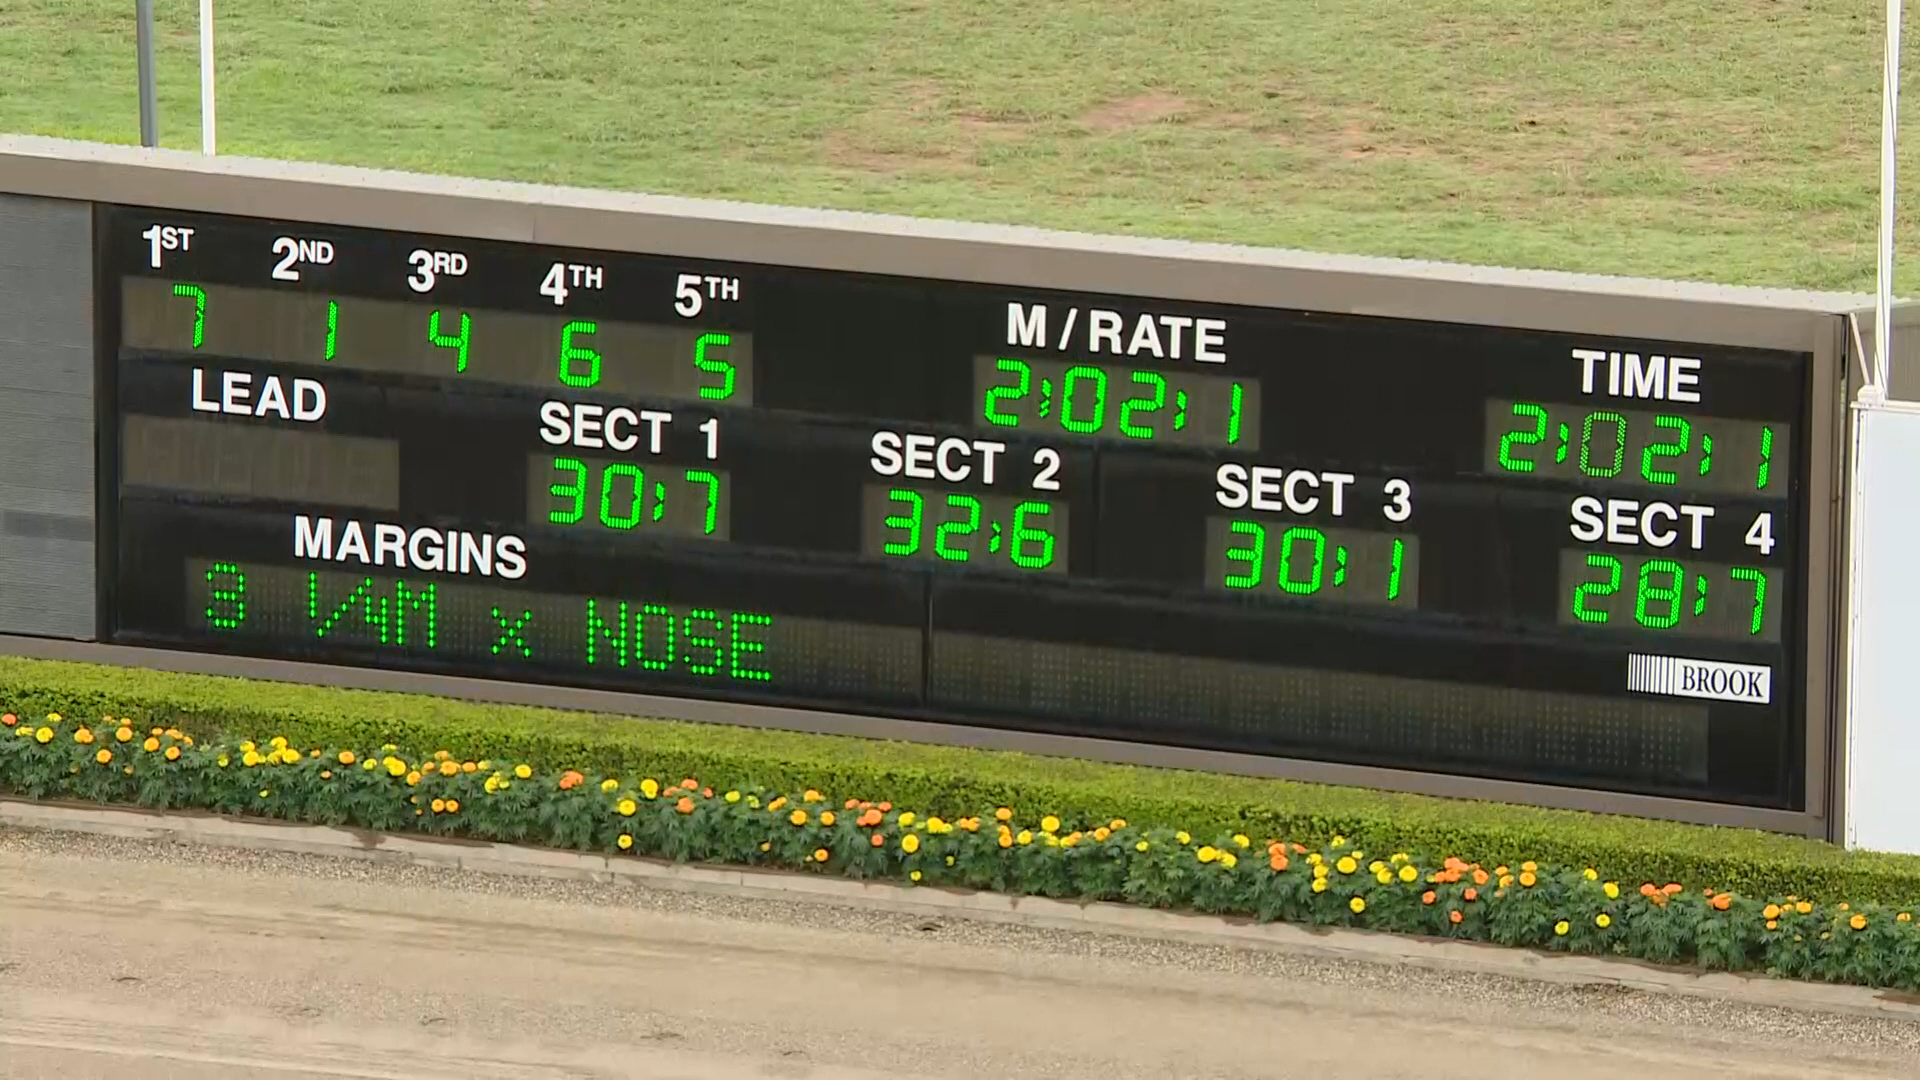 1ST 2ND 3RD 4TH 5TH
7 1 4 6 5
M/RATE
2:02:1
TIME
2:02:1
LEAD
SECT 1
30:7
SECT 2
32:6
SECT 3
30:1
SECT 4
28:7
MARGINS
3 1/4M x NOSE
BROOK